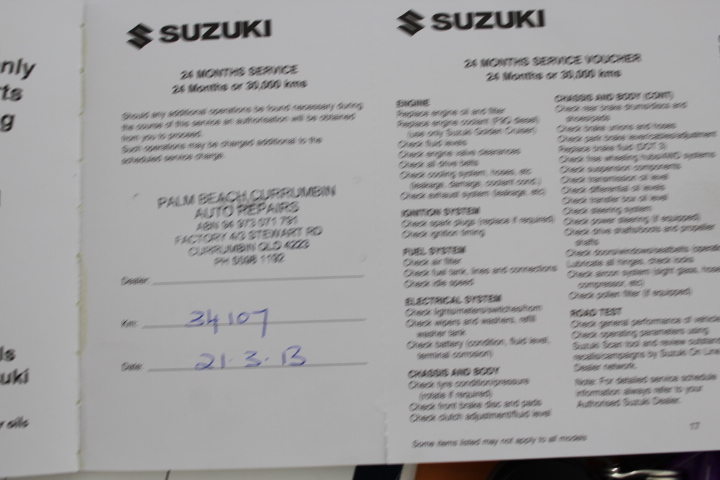 nly
ts
g
ls
uki
r oils
SUZUKI
24 MONTHS SERVICE
24 Months or 30,000 kms
Should any additional operations be found necessary during
the course of this service an authorisation will be obtained
from you to proceed.
Such operations may be charged additional to the
scheduled service charge.
PALM BEACH CURRUMBIN
AUTO REPAIRS
ABN 94 973 071 791
FACTORY 4/3 STEWART RD
CURRUMBIN QLD 4223
PH 5598 1192
Dealer:
Km: 34107
Date: 21.3.13
SUZUKI
24 MONTHS SERVICE VOUCHER
24 Months or 30,000 kms
ENGINE
Replace engine oil and filter
Replace engine coolant (F9Q diesel)
(use only Suzuki Golden Cruiser)
Check fluid levels
Check engine valve clearances
Check all drive belts
Check cooling system, hoses, etc
(leakage, damage, coolant cond.)
Check exhaust system (leakage, etc)
IGNITION SYSTEM
Check spark plugs (replace if required)
Check ignition timing
FUEL SYSTEM
Check air filter
Check fuel tank, lines and connections
Check idle speed
ELECTRICAL SYSTEM
Check lights/meters/switches/horn
Check wipers and washers, refill
washer tank
Check battery (condition, fluid level,
terminal corrosion)
CHASSIS AND BODY
Check tyre condition/pressure
(rotate if required)
Check front brake disc and pads
Check clutch adjustment/fluid level
CHASSIS AND BODY (CONT)
Check rear brake drums/discs and
shoes/pads
Check brake unions and hoses
Check park brake lever/cables/adjustment
Replace brake fluid (DOT 3)
Check free wheeling hubs/4WD systems
Check suspension components
Check transmission oil level
Check differential oil levels
Check transfer box oil level
Check steering system
Check power steering (if equipped)
Check drive shafts/boots and propeller
shafts
Check doors/windows/seatbelts (operati
Lubricate all hinges, check locks
Check aircon system (sight glass, hose
compressor, etc)
Check pollen filter (if equipped)
ROAD TEST
Check general performance of vehicle
Check operating parameters using
Suzuki Scan tool and review outstand
recalls/campaigns by Suzuki On Line
Dealer network.
Note: For detailed service schedule
information always refer to your
Authorised Suzuki Dealer.
Some items listed may not apply to all models
17